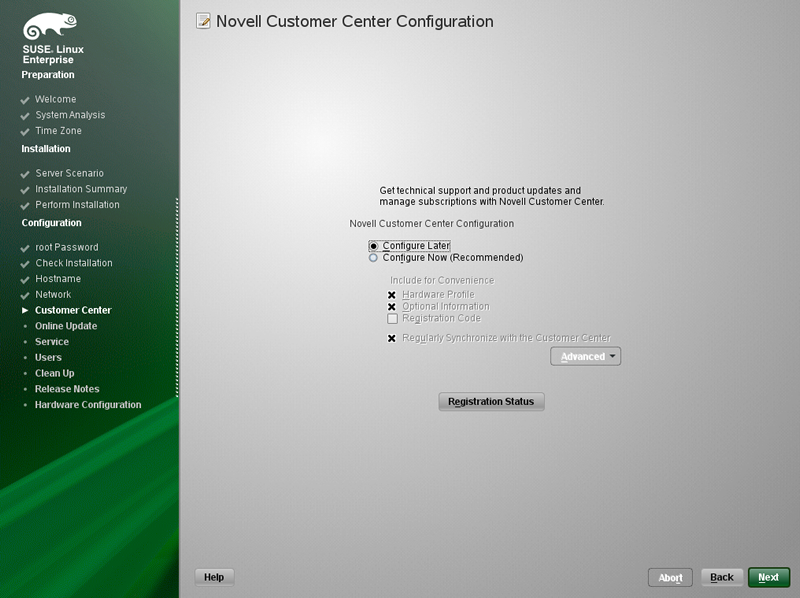 SUSE. Linux
Enterprise
Preparation
Welcome
System Analysis
Time Zone
Installation
Server Scenario
Installation Summary
Perform Installation
Configuration
root Password
Check Installation
Hostname
Network
Customer Center
Online Update
Service
Users
Clean Up
Release Notes
Hardware Configuration
Novell Customer Center Configuration
Get technical support and product updates and
manage subscriptions with Novell Customer Center.
Novell Customer Center Configuration
Configure Later
Configure Now (Recommended)
Include for Convenience
Hardware Profile
Optional Information
Registration Code
Regularly Synchronize with the Customer Center
Advanced
Registration Status
Help
Abort
Back
Next